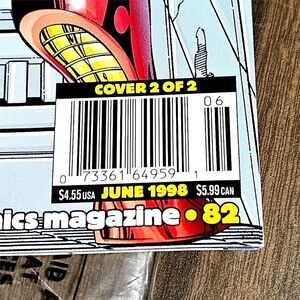 COVER 2 OF 2
06
0 73361 64959 1
$4.55 USA JUNE 1998 $5.99 CAN
ics magazine • 82